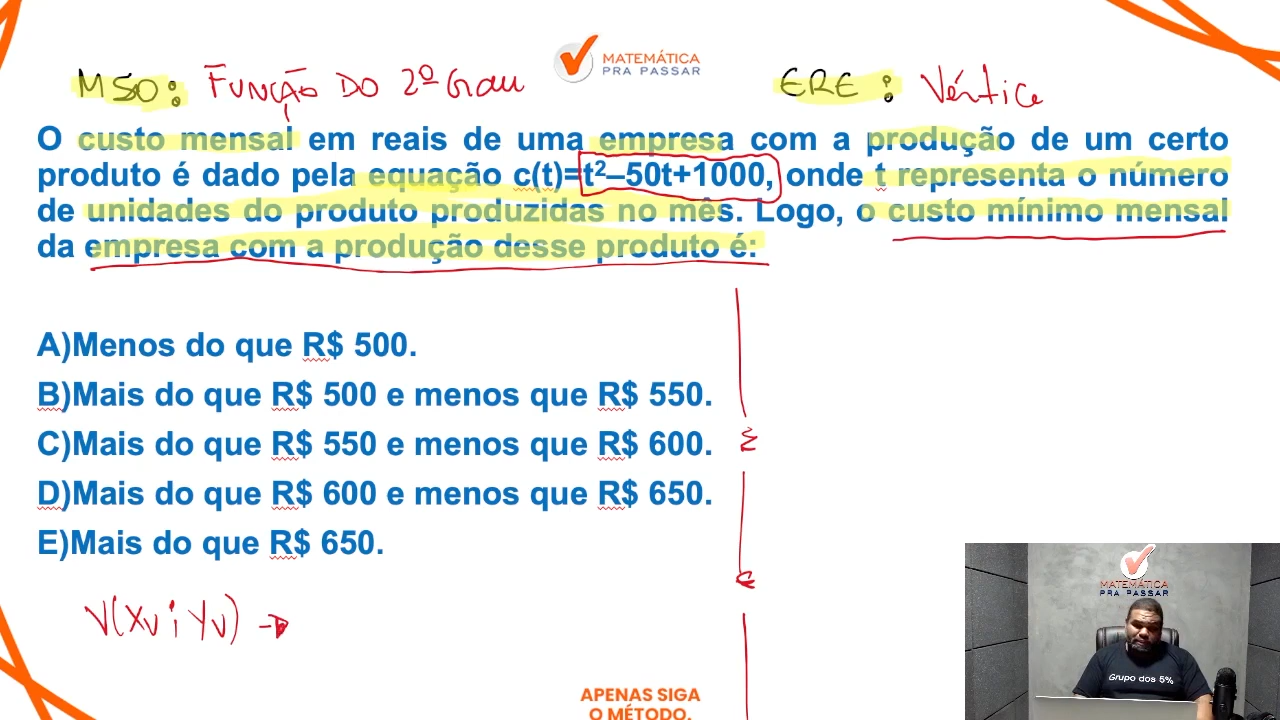 MATEMÁTICA
PRA PASSAR
MSO: FUNÇÃO DO 2º Grau
ERE: Vértice
O custo mensal em reais de uma empresa com a produção de um certo
produto é dado pela equação c(t)=t²–50t+1000, onde t representa o número
de unidades do produto produzidas no mês. Logo, o custo mínimo mensal
da empresa com a produção desse produto é:
A)Menos do que R$ 500.
B)Mais do que R$ 500 e menos que R$ 550.
C)Mais do que R$ 550 e menos que R$ 600.
D)Mais do que R$ 600 e menos que R$ 650.
E)Mais do que R$ 650.
V(Xv; Yv) →
MATEMÁTICA
PRA PASSAR
Grupo dos 5%
APENAS SIGA
O MÉTODO.